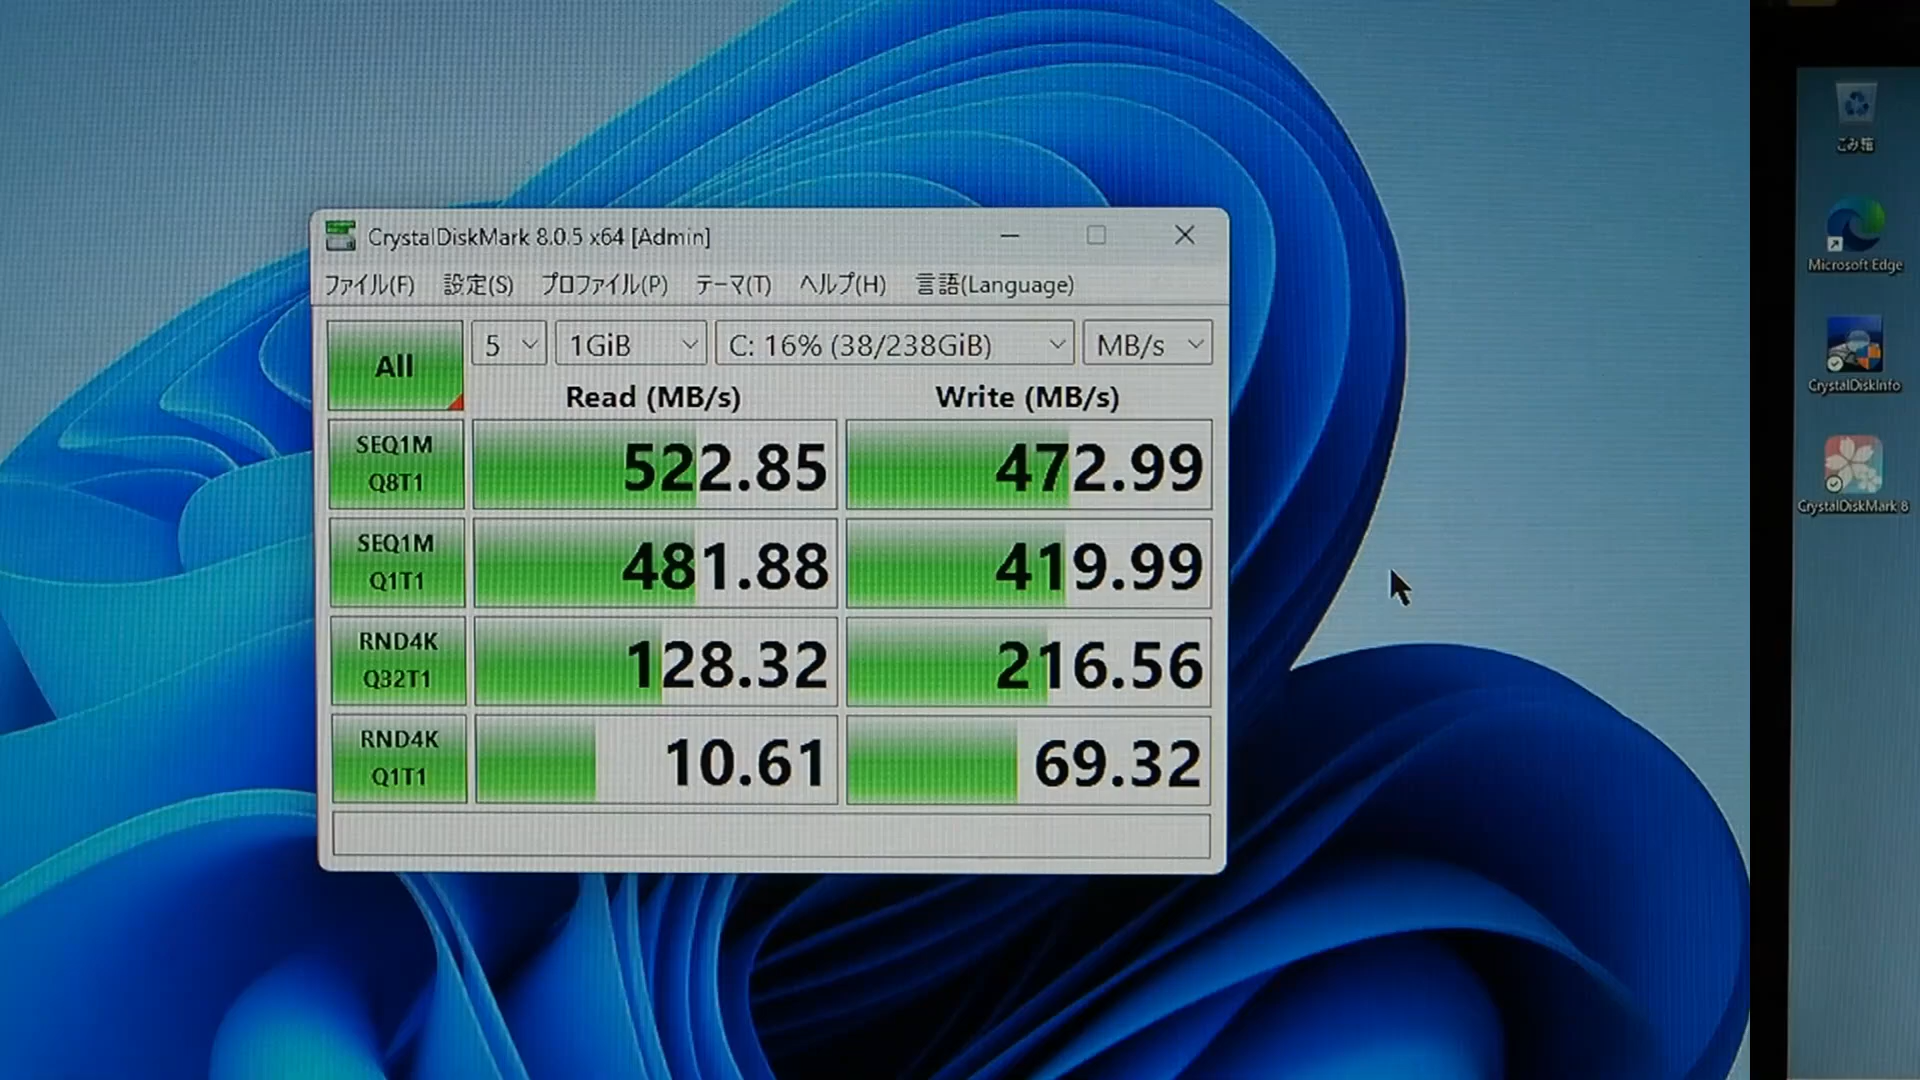 CrystalDiskMark 8.0.5 x64 [Admin]
ファイル(F) 設定(S) プロファイル(P) テーマ(T) ヘルプ(H) 言語(Language)
All 5 1GiB C: 16% (38/238GiB) MB/s
Read (MB/s) Write (MB/s)
SEQ1M
Q8T1 522.85 472.99
SEQ1M
Q1T1 481.88 419.99
RND4K
Q32T1 128.32 216.56
RND4K
Q1T1 10.61 69.32
ごみ箱
Microsoft Edge
CrystalDiskInfo
CrystalDiskMark 8